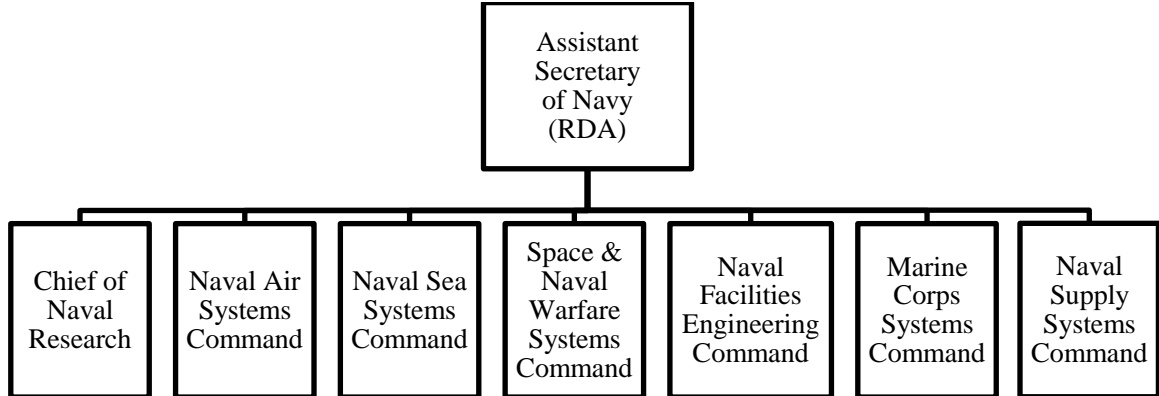 Assistant
Secretary
of Navy
(RDA)
Chief of
Naval
Research
Naval Air
Systems
Command
Naval Sea
Systems
Command
Space &
Naval
Warfare
Systems
Command
Naval
Facilities
Engineering
Command
Marine
Corps
Systems
Command
Naval
Supply
Systems
Command